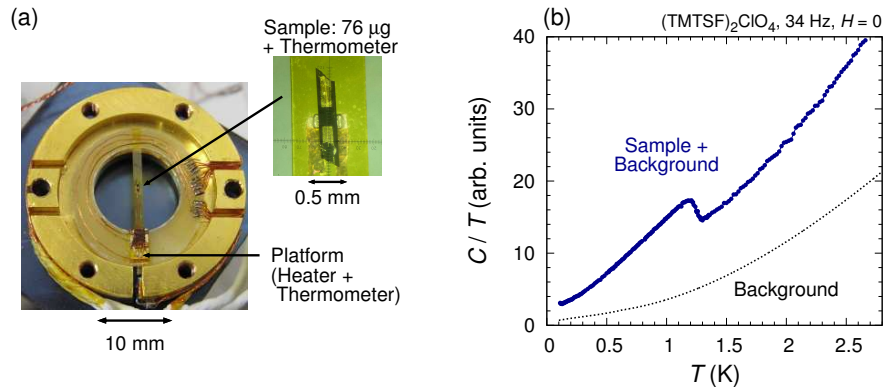 (a)
Sample: 76 μg
+ Thermometer
0.5 mm
Platform
(Heater +
Thermometer)
10 mm
(b)
(TMTSF)₂ClO₄, 34 Hz, H = 0
C / T (arb. units)
40
30
20
10
0
Sample +
Background
Background
0 0.5 1 1.5 2 2.5
T (K)